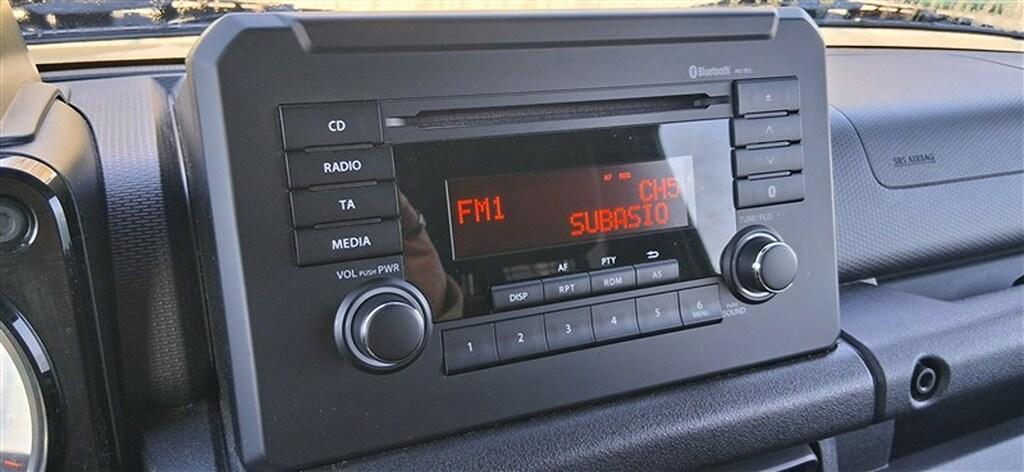 Bluetooth
CD
RADIO
TA
MEDIA
VOL PUSH PWR
AF REG
FM1 CH5
SUBASIO
SRS AIRBAG
TUNE/FLD
AF PTY
DISP RPT RDM AS
1 2 3 4 5 6
MENU
SOUND